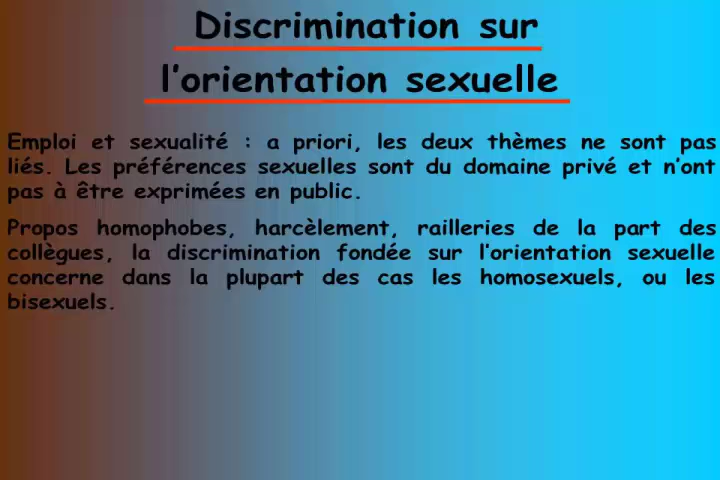 Discrimination sur
l’orientation sexuelle
Emploi et sexualité : a priori, les deux thèmes ne sont pas
liés. Les préférences sexuelles sont du domaine privé et n’ont
pas à être exprimées en public.
Propos homophobes, harcèlement, railleries de la part des
collègues, la discrimination fondée sur l’orientation sexuelle
concerne dans la plupart des cas les homosexuels, ou les
bisexuels.